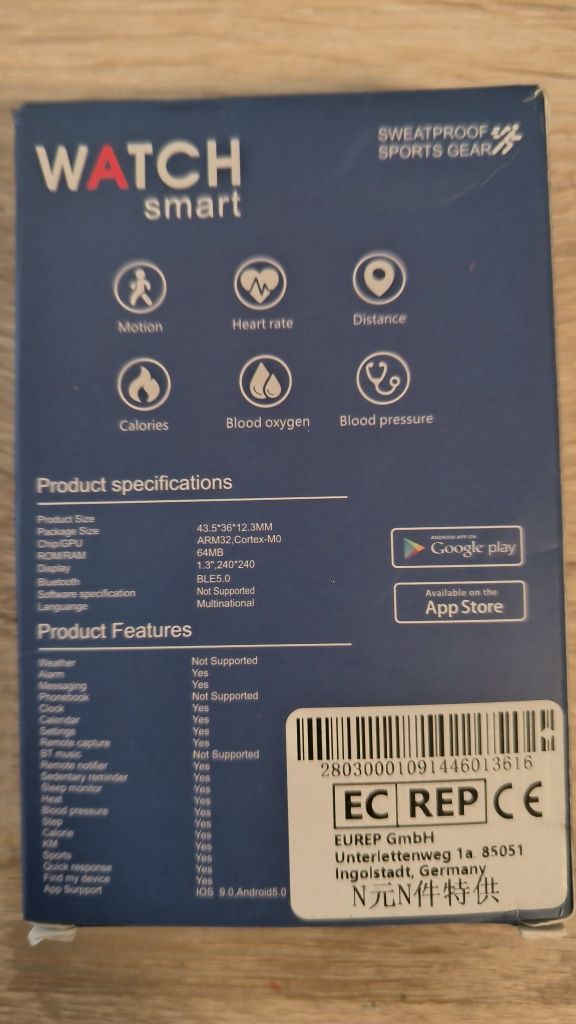 WATCH
smart
SWEATPROOF
SPORTS GEAR
Motion
Heart rate
Distance
Calories
Blood oxygen
Blood pressure
Product specifications
Product Size
Package Size 43.5*36*12.3MM
Chip/GPU ARM32,Cortex-M0
ROM/RAM 64MB
Display 1.3",240*240
Bluetooth BLE5.0
Software specification Not Supported
Languange Multinational
ANDROID APP ON
Google play
Available on the
App Store
Product Features
Weather Not Supported
Alarm Yes
Messaging Yes
Phonebook Not Supported
Clock Yes
Calendar Yes
Settings Yes
Remote capture Yes
BT music Not Supported
Remote notifier Yes
Sedentary reminder Yes
Sleep monitor Yes
Heat Yes
Blood pressure Yes
Step Yes
Calorie Yes
KM Yes
Sports Yes
Quick response Yes
Find my device Yes
App Surpport IOS 9.0,Android5.0
28030001091446013616
EC REP CE
EUREP GmbH
Unterlettenweg 1a. 85051
Ingolstadt, Germany
N元N件特供